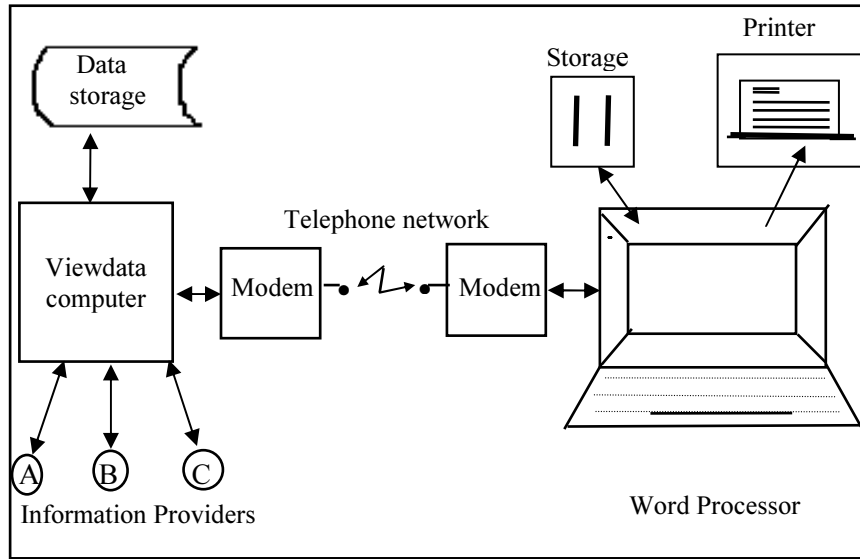 Printer
Storage
Data
storage
Telephone network
Viewdata
computer
Modem
Modem
A
B
C
Information Providers
Word Processor